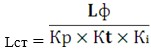 Lф
Lст = Кр × Кt × Кi